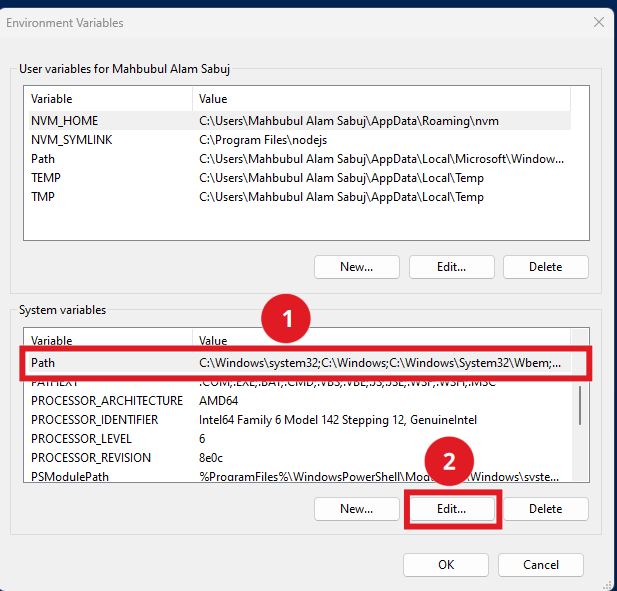 Environment Variables
User variables for Mahbubul Alam Sabuj
Variable Value
NVM_HOME C:\Users\Mahbubul Alam Sabuj\AppData\Roaming\nvm
NVM_SYMLINK C:\Program Files\nodejs
Path C:\Users\Mahbubul Alam Sabuj\AppData\Local\Microsoft\Window...
TEMP C:\Users\Mahbubul Alam Sabuj\AppData\Local\Temp
TMP C:\Users\Mahbubul Alam Sabuj\AppData\Local\Temp
New... Edit... Delete
System variables
1
Variable Value
Path C:\Windows\system32;C:\Windows;C:\Windows\System32\Wbem;...
PATHEXT .COM;.EXE;.BAT;.CMD;.VBS;.VBE;.JS;.JSE;.WSF;.WSH;.MSC
PROCESSOR_ARCHITECTURE AMD64
PROCESSOR_IDENTIFIER Intel64 Family 6 Model 142 Stepping 12, GenuineIntel
PROCESSOR_LEVEL 6
PROCESSOR_REVISION 8e0c
2
PSModulePath %ProgramFiles%\WindowsPowerShell\Mod Windows\syste...
New... Edit... Delete
OK Cancel